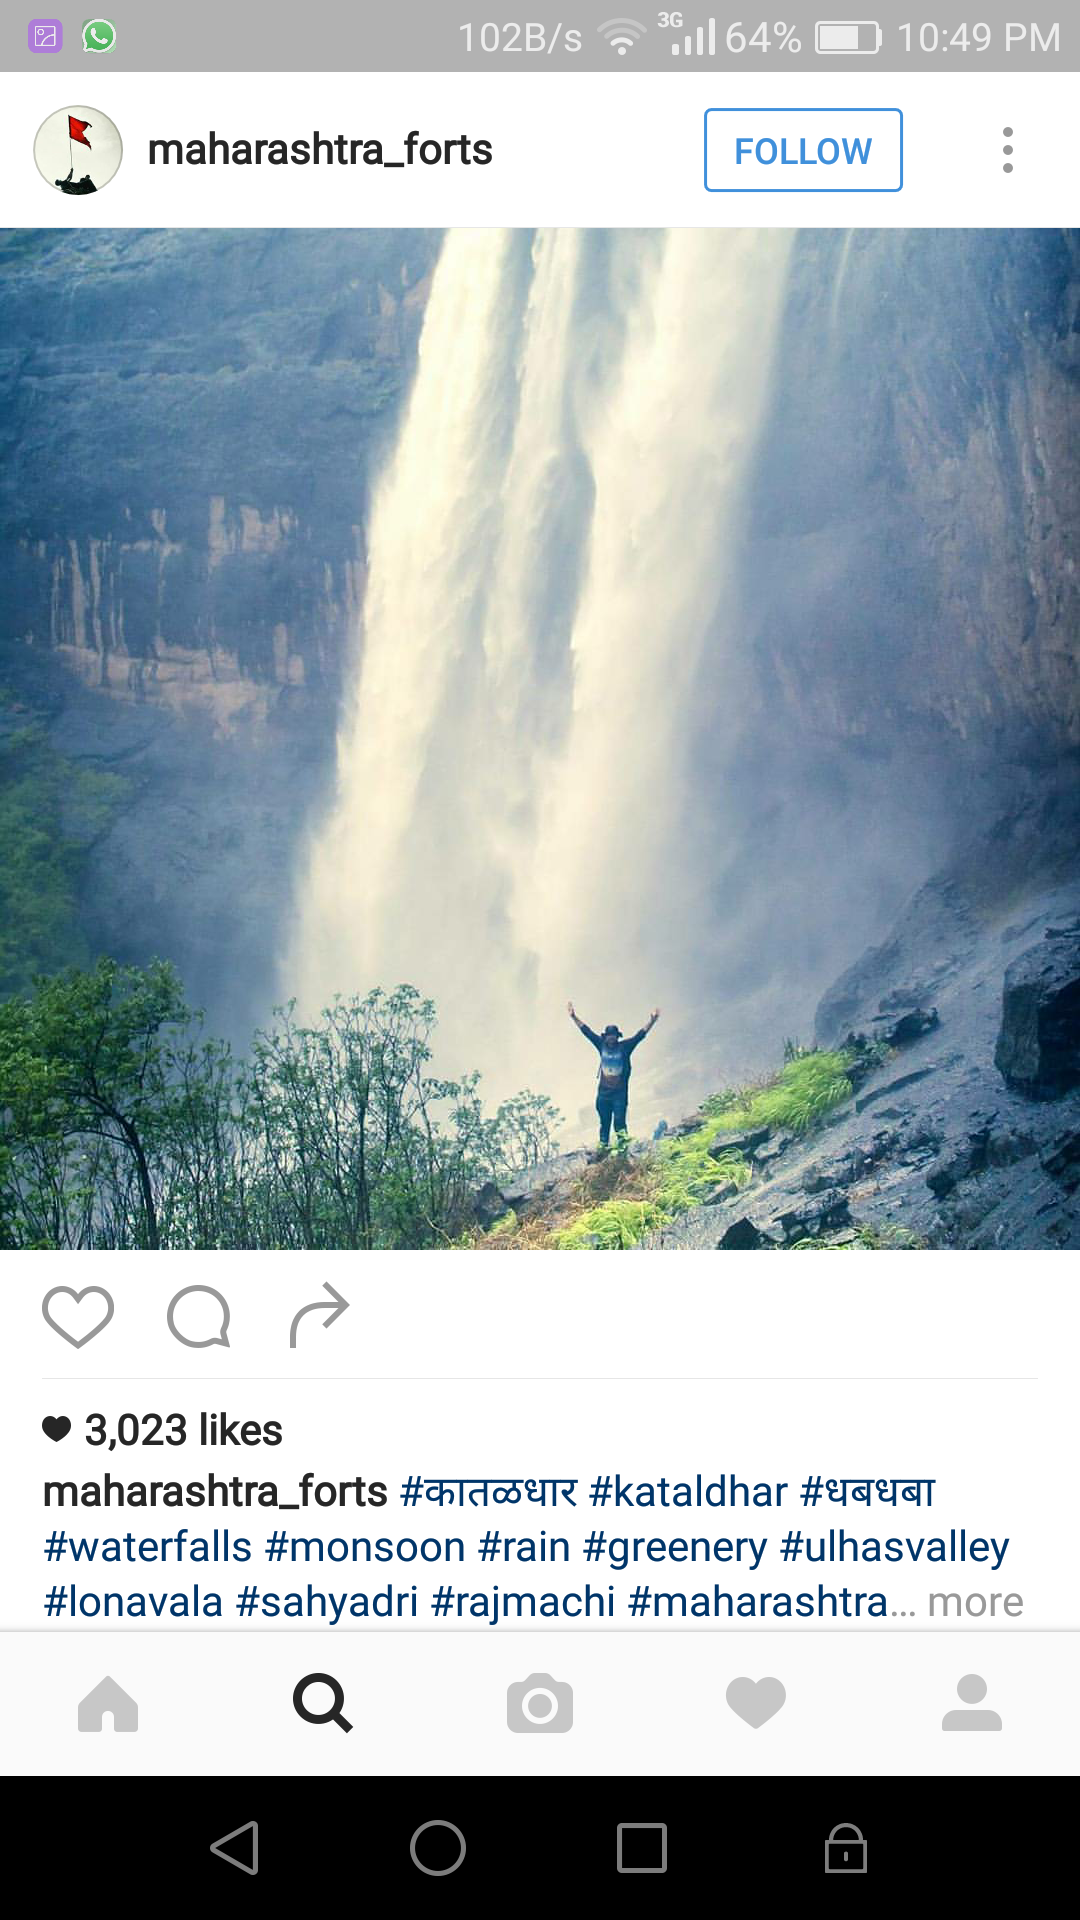 102B/s 3G 64% 10:49 PM
maharashtra_forts FOLLOW
3,023 likes
maharashtra_forts #कातळधार #kataldhar #धबधबा
#waterfalls #monsoon #rain #greenery #ulhasvalley
#lonavala #sahyadri #rajmachi #maharashtra... more